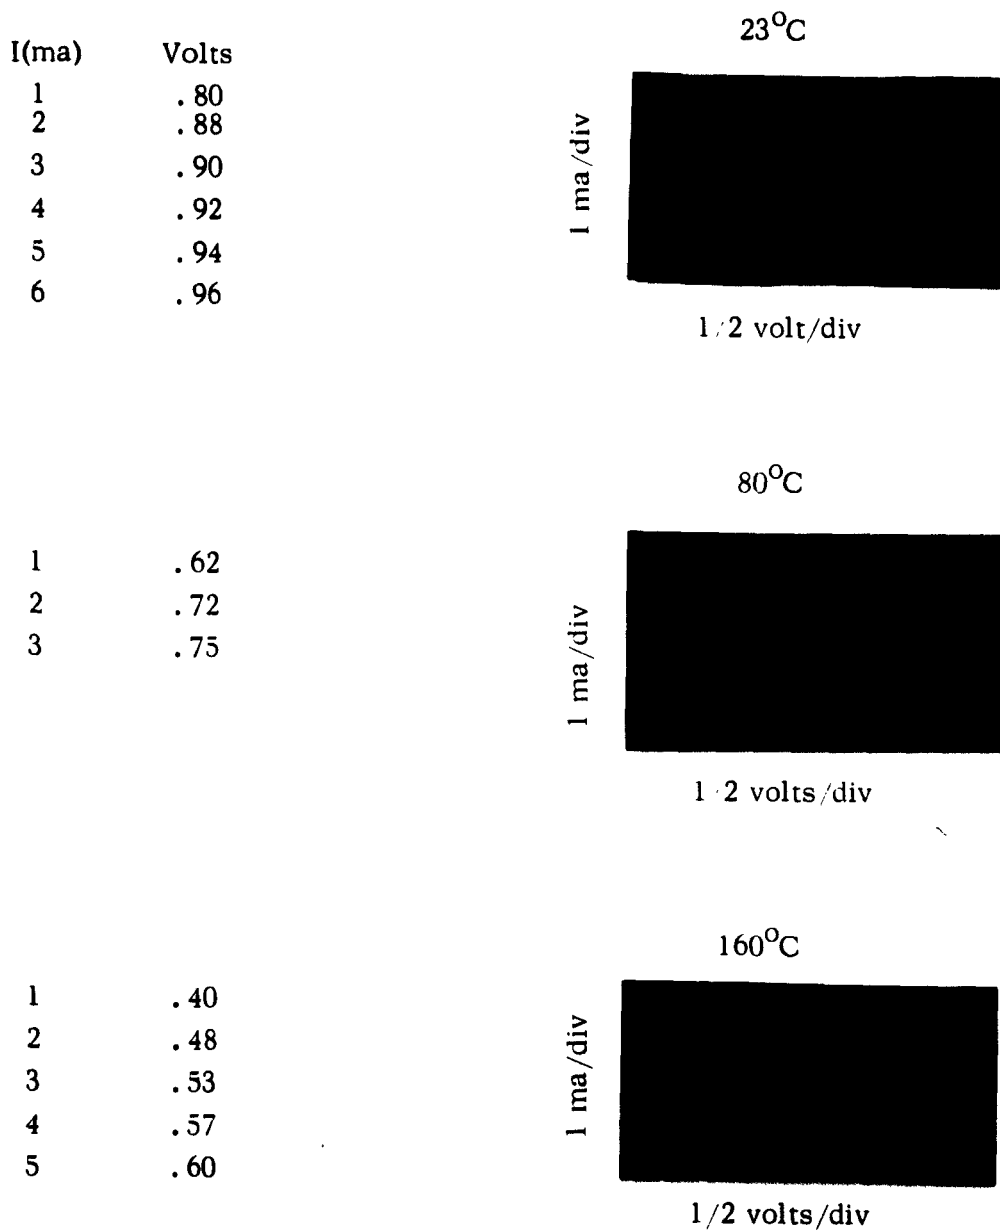 23°C
I(ma) Volts
1 .80
2 .88
3 .90
4 .92
5 .94
6 .96
1 ma/div
1/2 volt/div
80°C
1 .62
2 .72
3 .75
1 ma/div
1/2 volts/div
160°C
1 .40
2 .48
3 .53
4 .57
5 .60
1 ma/div
1/2 volts/div